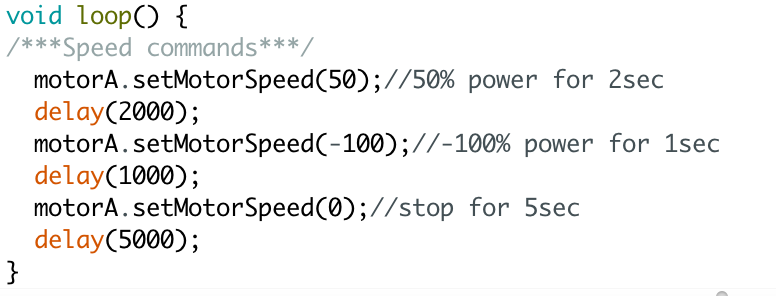 void loop() {
/***Speed commands***/
  motorA.setMotorSpeed(50);//50% power for 2sec
  delay(2000);
  motorA.setMotorSpeed(-100);//-100% power for 1sec
  delay(1000);
  motorA.setMotorSpeed(0);//stop for 5sec
  delay(5000);
}